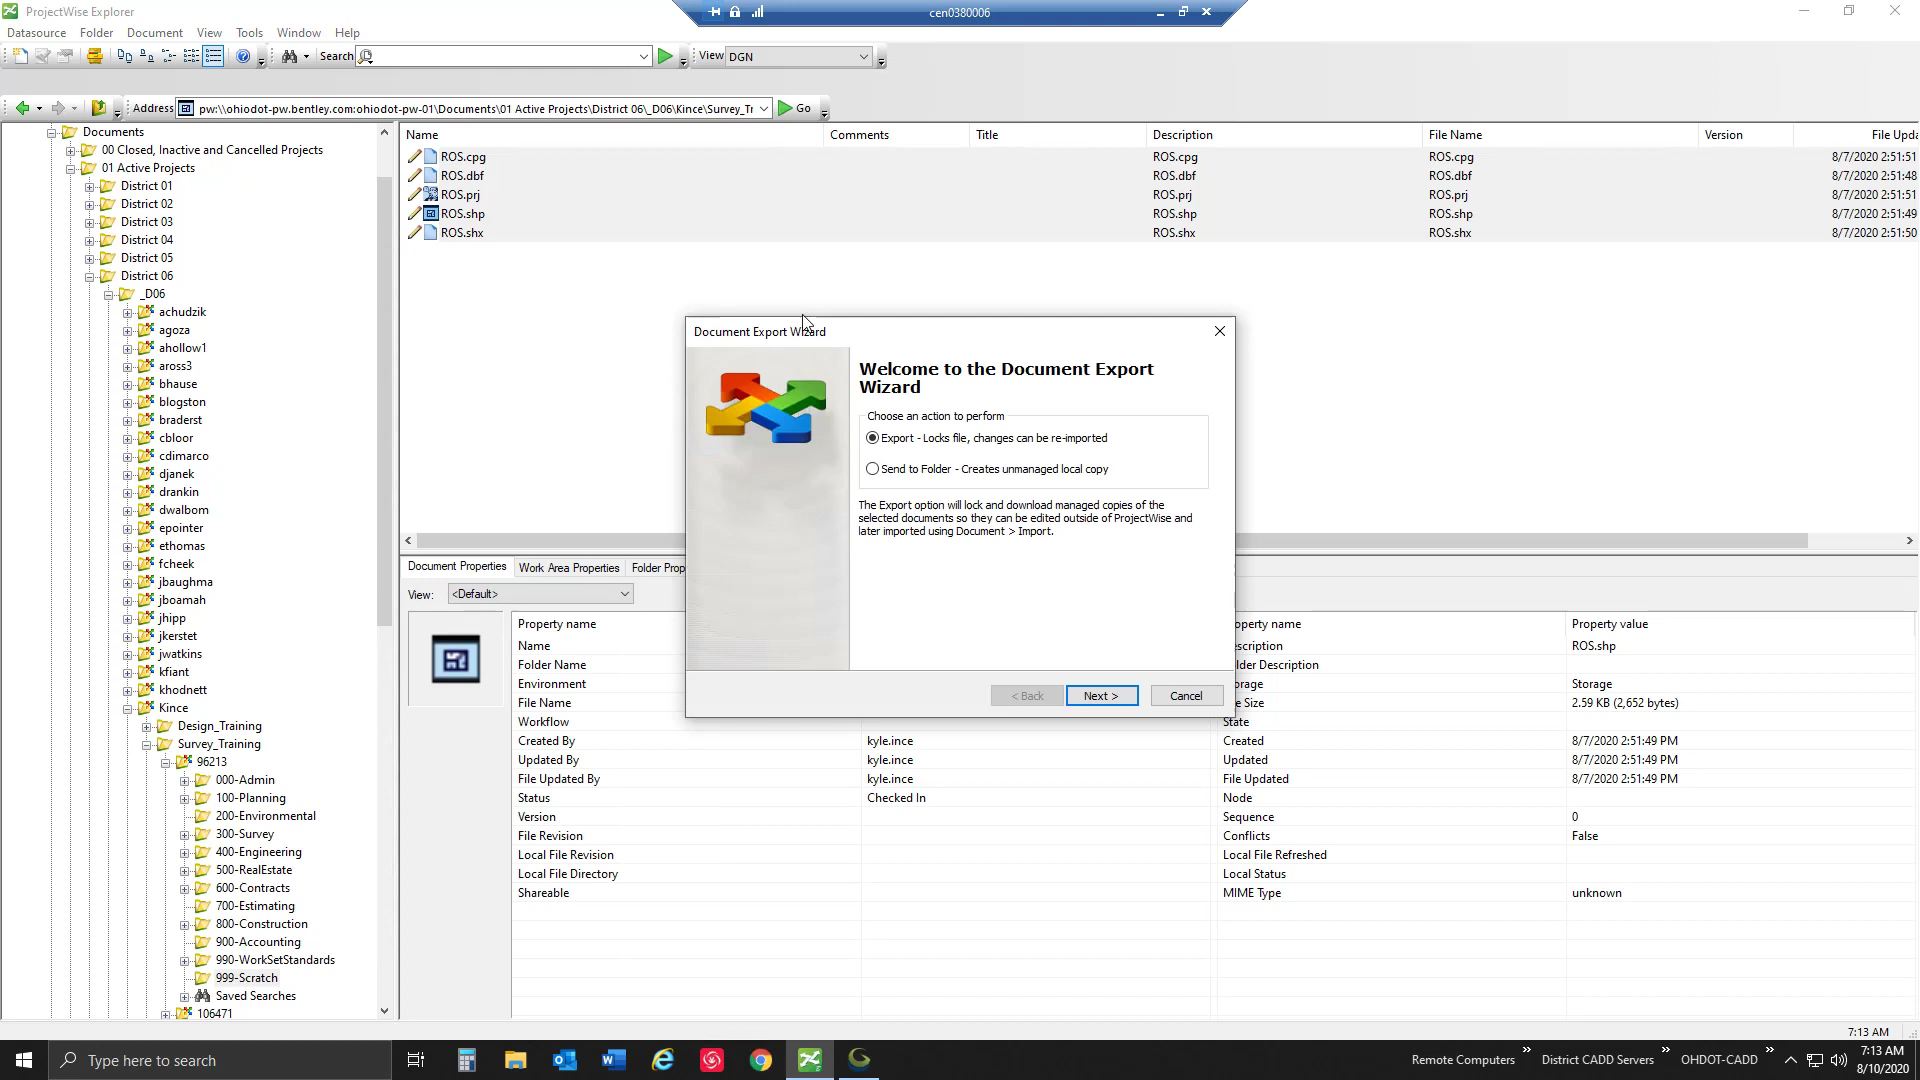 ProjectWise Explorer
cen0380006
Datasource Folder Document View Tools Window Help
Search View DGN
Address pw:\\ohiodot-pw.bentley.com:ohiodot-pw-01\Documents\01 Active Projects\District 06\_D06\Kince\Survey_Tr Go
Documents
00 Closed, Inactive and Cancelled Projects
01 Active Projects
District 01
District 02
District 03
District 04
District 05
District 06
_D06
achudzik
agoza
ahollow1
aross3
bhause
blogston
braderst
cbloor
cdimarco
djanek
drankin
dwalbom
epointer
ethomas
fcheek
jbaughma
jboamah
jhipp
jkerstet
jwatkins
kfiant
khodnett
Kince
Design_Training
Survey_Training
96213
000-Admin
100-Planning
200-Environmental
300-Survey
400-Engineering
500-RealEstate
600-Contracts
700-Estimating
800-Construction
900-Accounting
990-WorkSetStandards
999-Scratch
Saved Searches
106471
Name Comments Title Description File Name Version File Upda
ROS.cpg ROS.cpg ROS.cpg 8/7/2020 2:51:51
ROS.dbf ROS.dbf ROS.dbf 8/7/2020 2:51:48
ROS.prj ROS.prj ROS.prj 8/7/2020 2:51:51
ROS.shp ROS.shp ROS.shp 8/7/2020 2:51:49
ROS.shx ROS.shx ROS.shx 8/7/2020 2:51:50
Document Export Wizard
Welcome to the Document Export
Wizard
Choose an action to perform
Export - Locks file, changes can be re-imported
Send to Folder - Creates unmanaged local copy
The Export option will lock and download managed copies of the
selected documents so they can be edited outside of ProjectWise and
later imported using Document > Import.
< Back Next > Cancel
Document Properties Work Area Properties Folder Prop
View: <Default>
Property name operty name Property value
Name escription ROS.shp
Folder Name lder Description
Environment orage Storage
File Name e Size 2.59 KB (2,652 bytes)
Workflow State
Created By kyle.ince Created 8/7/2020 2:51:49 PM
Updated By kyle.ince Updated 8/7/2020 2:51:49 PM
File Updated By kyle.ince File Updated 8/7/2020 2:51:49 PM
Status Checked In Node
Version Sequence 0
File Revision Conflicts False
Local File Revision Local File Refreshed
Local File Directory Local Status
Shareable MIME Type unknown
7:13 AM
Type here to search
Remote Computers » District CADD Servers » OHDOT-CADD »
7:13 AM
8/10/2020